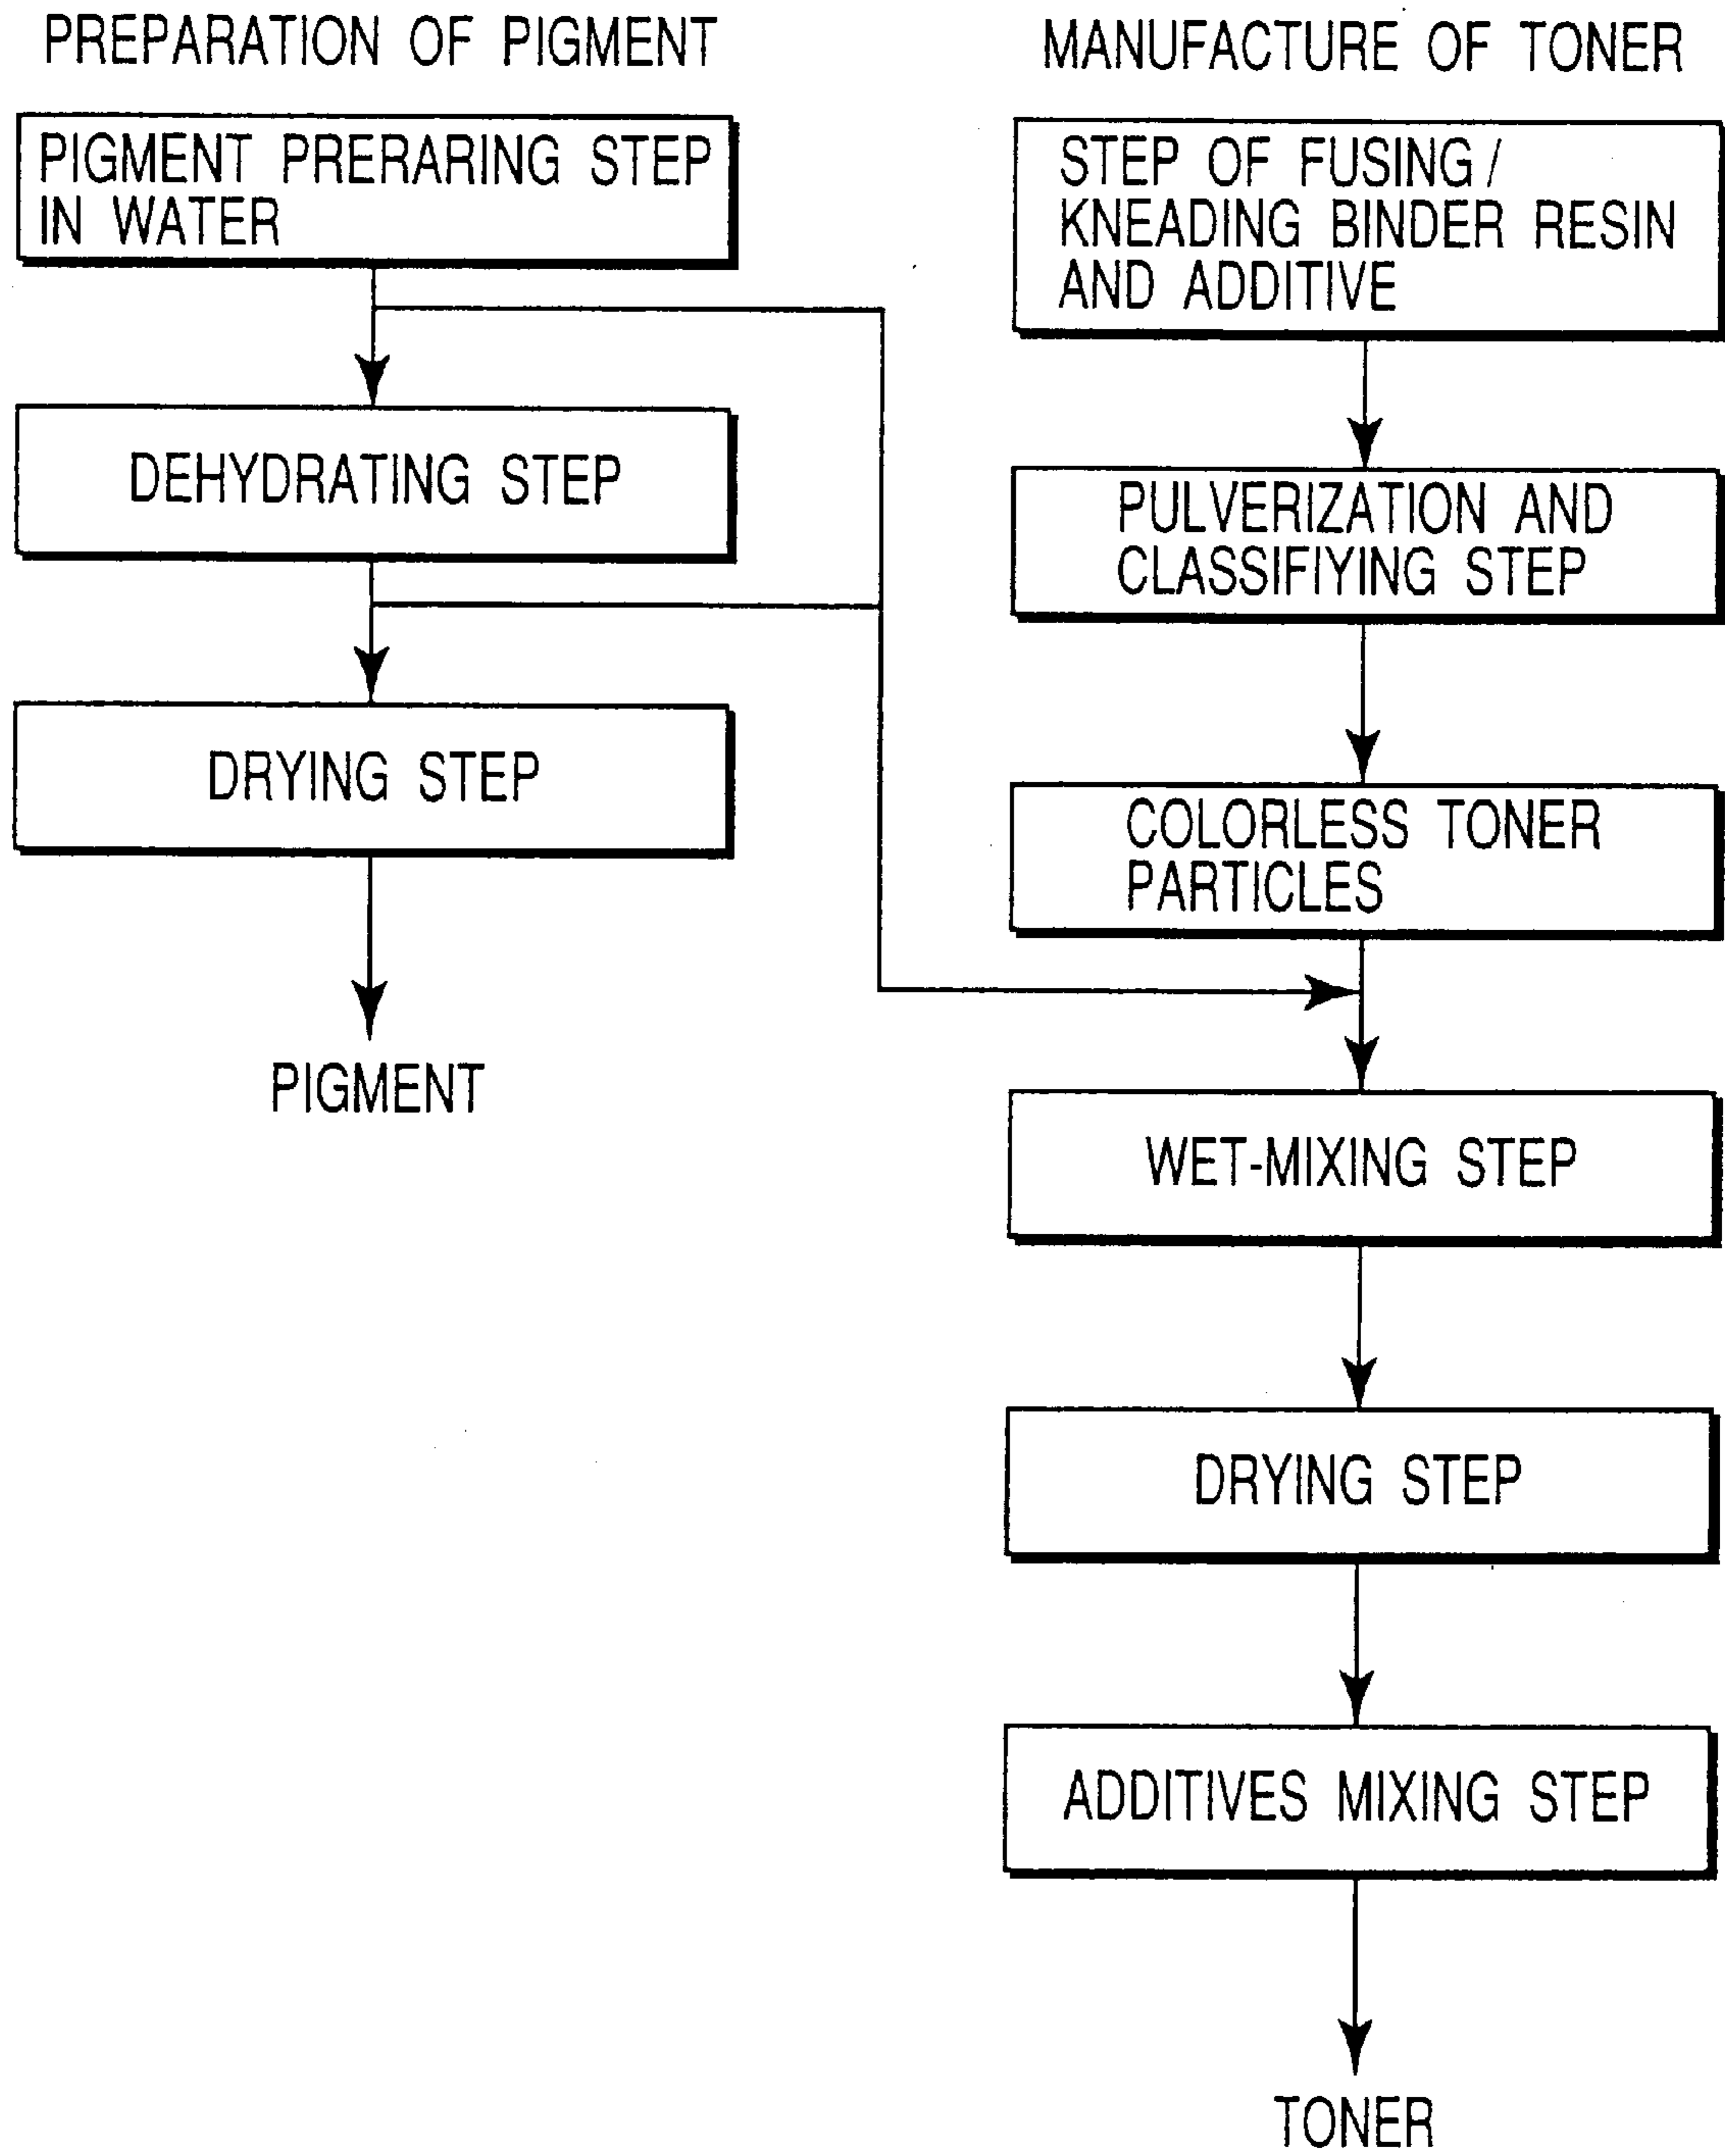 PREPARATION OF PIGMENT
PIGMENT PRERARING STEP
IN WATER
DEHYDRATING STEP
DRYING STEP
PIGMENT
MANUFACTURE OF TONER
STEP OF FUSING/
KNEADING BINDER RESIN
AND ADDITIVE
PULVERIZATION AND
CLASSIFIYING STEP
COLORLESS TONER
PARTICLES
WET-MIXING STEP
DRYING STEP
ADDITIVES MIXING STEP
TONER